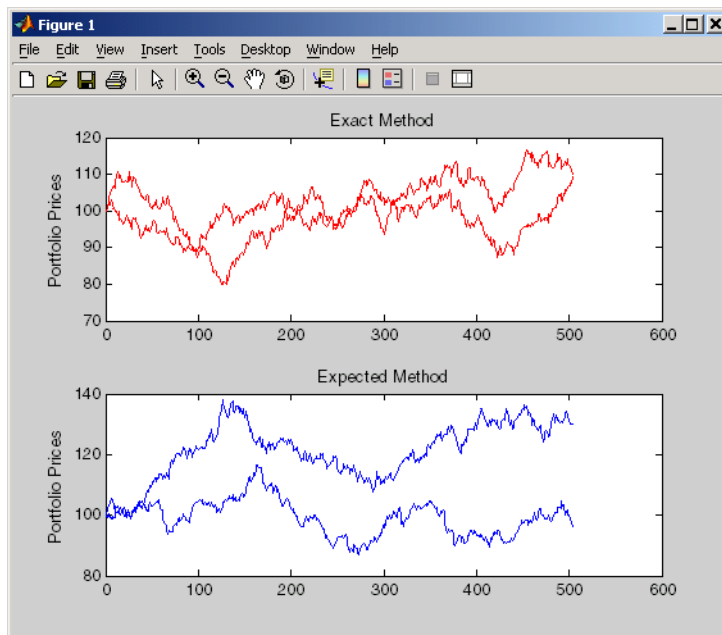 Figure 1
File Edit View Insert Tools Desktop Window Help
Exact Method
Portfolio Prices
120
110
100
90
80
70
0 100 200 300 400 500 600
Expected Method
Portfolio Prices
140
120
100
80
0 100 200 300 400 500 600